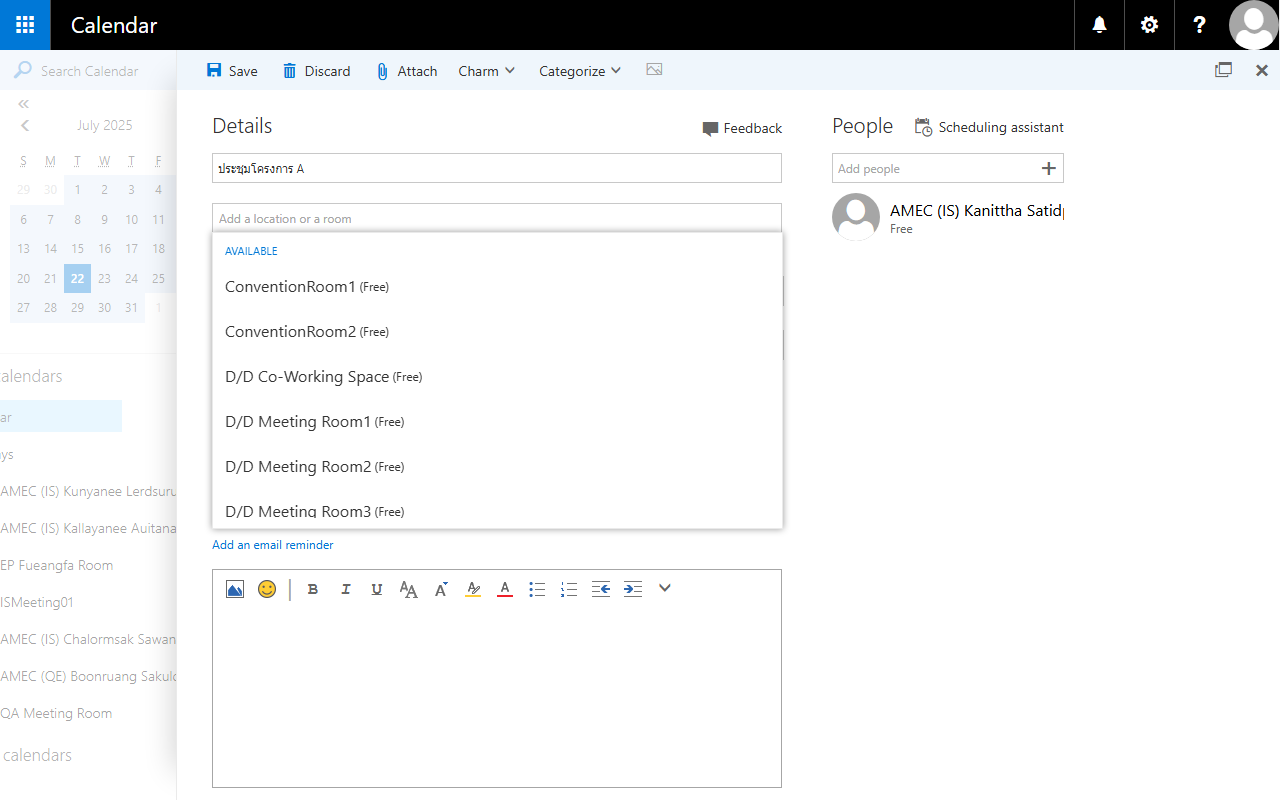 Calendar
?
Search Calendar
Save
Discard
Attach
Charm
Categorize
July 2025
S M T W T F
29 30 1 2 3 4
6 7 8 9 10 11
13 14 15 16 17 18
20 21 22 23 24 25
27 28 29 30 31 1
alendars
ar
ys
AMEC (IS) Kunyanee Lerdsuru
AMEC (IS) Kallayanee Auitana
EP Fueangfa Room
ISMeeting01
AMEC (IS) Chalormsak Sawan
AMEC (QE) Boonruang Sakulc
QA Meeting Room
calendars
Details
Feedback
ประชุมโครงการ A
Add a location or a room
AVAILABLE
ConventionRoom1 (Free)
ConventionRoom2 (Free)
D/D Co-Working Space (Free)
D/D Meeting Room1 (Free)
D/D Meeting Room2 (Free)
D/D Meeting Room3 (Free)
Add an email reminder
B I U AA A A A
People
Scheduling assistant
Add people
AMEC (IS) Kanittha Satidp
Free